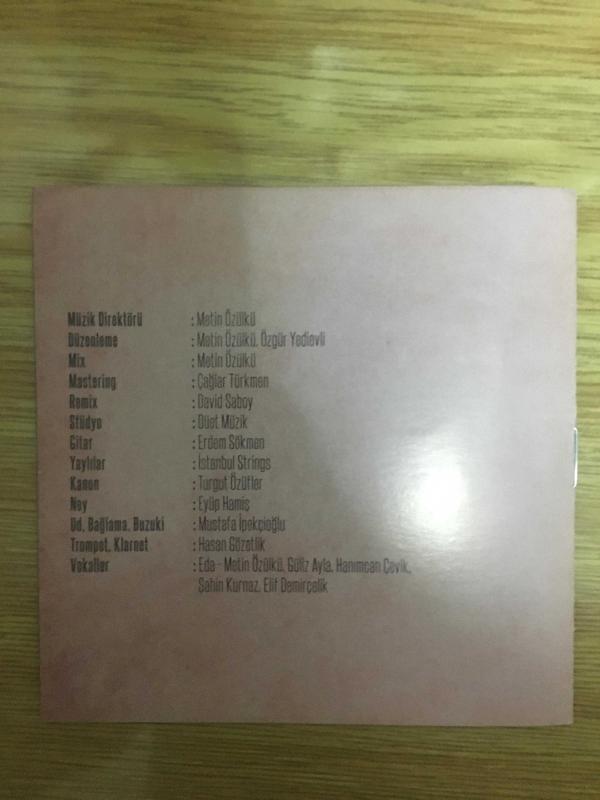 Müzik Direktörü : Metin Özülkü
Düzenleme : Metin Özülkü, Özgür Yedievli
Mix : Metin Özülkü
Mastering : Çağlar Türkmen
Remix : David Saboy
Stüdyo : Düet Müzik
Gitar : Erdem Sökmen
Yaylılar : İstanbul Strings
Kanun : Turgut Özüfler
Ney : Eyüp Hamiş
Ud, Bağlama, Buzuki : Mustafa İpekçioğlu
Trompet, Klarnet : Hasan Gözetlik
Vokaller : Eda - Metin Özülkü, Güliz Ayla, Hanımcan Çevik,
Şahin Kurnaz, Elif Demirçelik